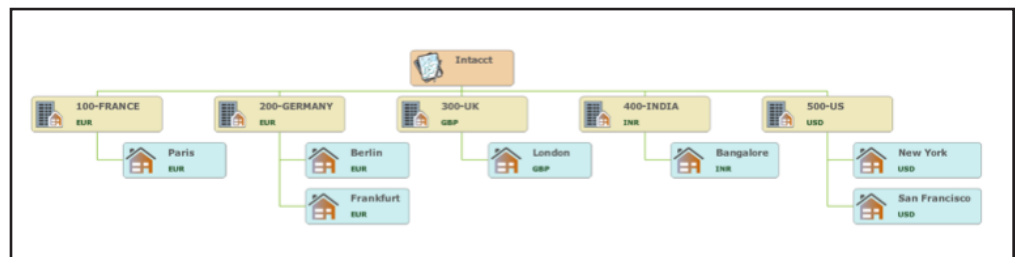 Intacct
100-FRANCE
EUR
200-GERMANY
EUR
300-UK
GBP
400-INDIA
INR
500-US
USD
Paris
EUR
Berlin
EUR
London
GBP
Bangalore
INR
New York
USD
Frankfurt
EUR
San Francisco
USD